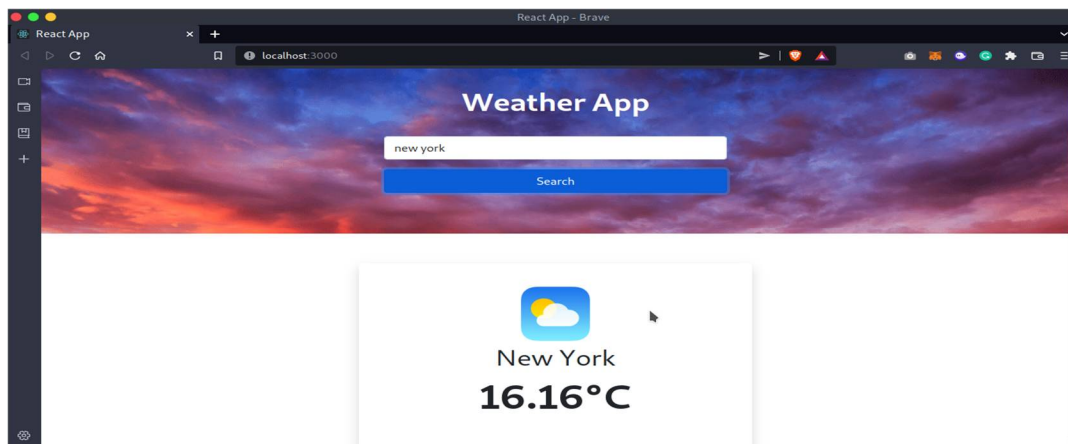 React App - Brave
React App
localhost:3000
Weather App
new york
Search
New York
16.16°C